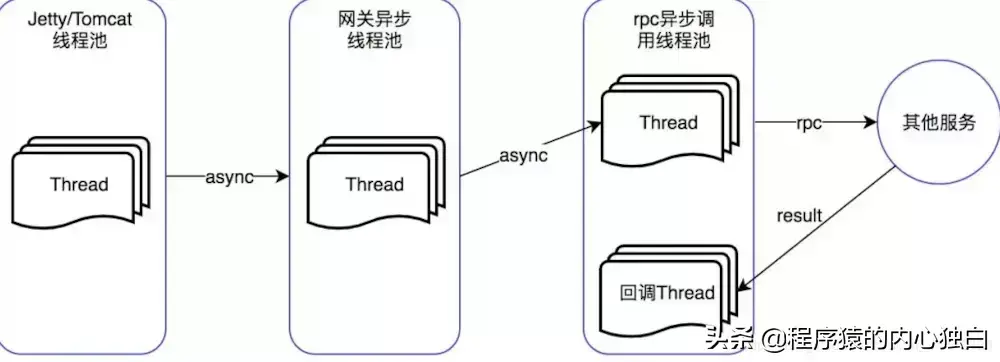 Jetty/Tomcat
线程池
Thread
async
网关异步
线程池
Thread
async
rpc异步调
用线程池
Thread
rpc
其他服务
result
回调Thread
头条 @程序猿的内心独白